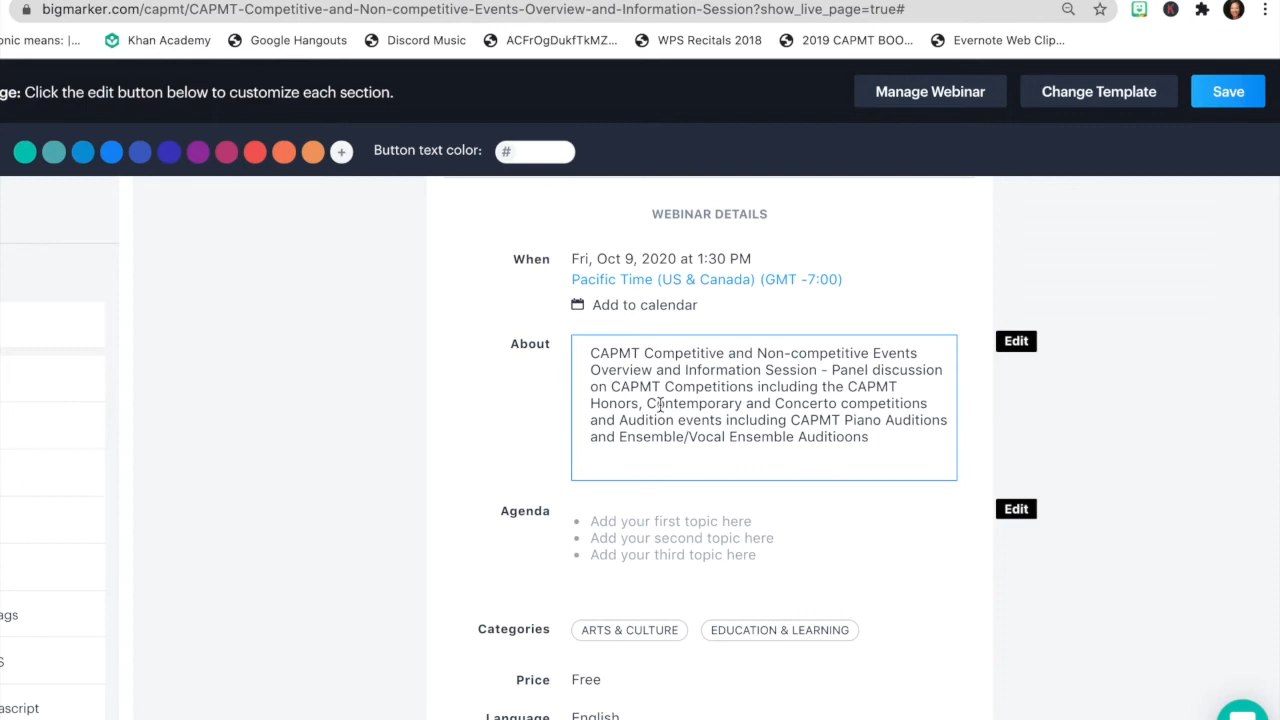 bigmarker.com/capmt/CAPMT-Competitive-and-Non-competitive-Events-Overview-and-Information-Session?show_live_page=true#
onic means: |... Khan Academy Google Hangouts Discord Music ACFrOgDukfTkMZ... WPS Recitals 2018 2019 CAPMT BOO... Evernote Web Clip...
ge: Click the edit button below to customize each section. Manage Webinar Change Template Save
+ Button text color: #
WEBINAR DETAILS
When Fri, Oct 9, 2020 at 1:30 PM
Pacific Time (US & Canada) (GMT -7:00)
Add to calendar
About Edit
CAPMT Competitive and Non-competitive Events
Overview and Information Session - Panel discussion
on CAPMT Competitions including the CAPMT
Honors, Contemporary and Concerto competitions
and Audition events including CAPMT Piano Auditions
and Ensemble/Vocal Ensemble Auditioons
Agenda Edit
• Add your first topic here
• Add your second topic here
• Add your third topic here
Categories ARTS & CULTURE EDUCATION & LEARNING
ags
S
Price Free
ascript
Language English